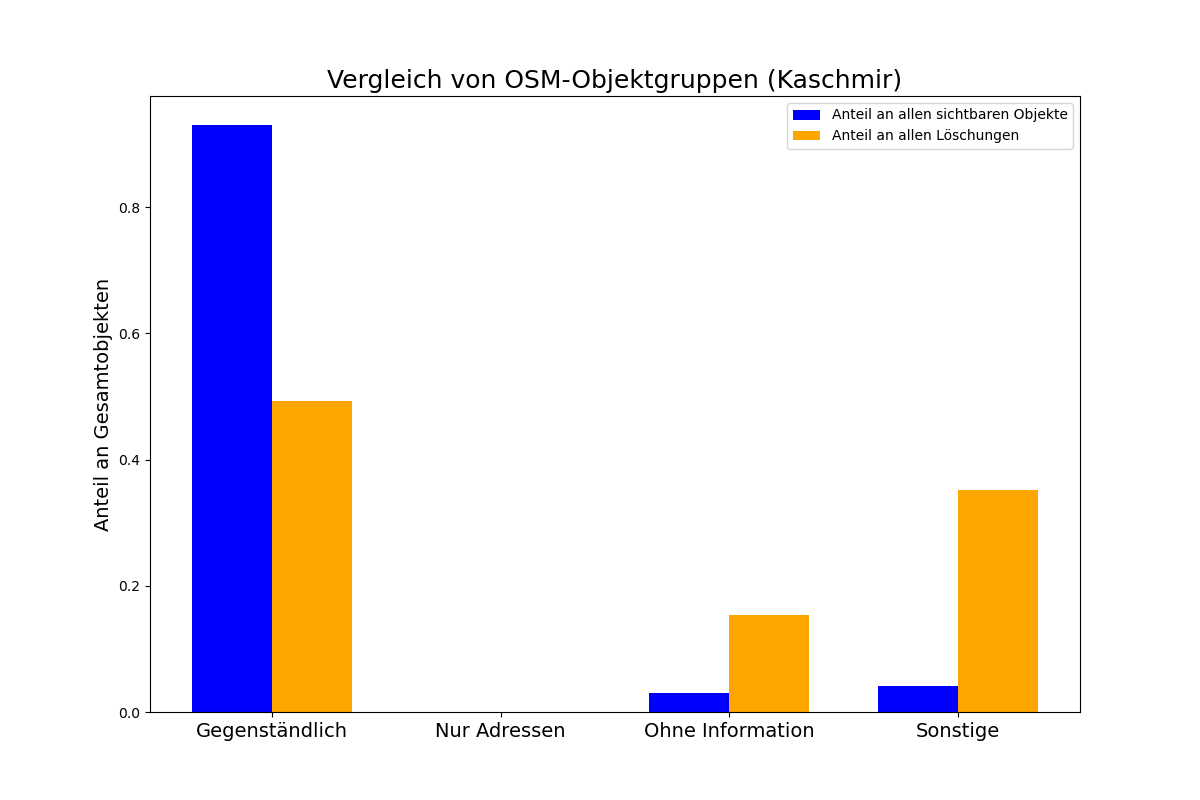 Vergleich von OSM-Objektgruppen (Kaschmir)
Anteil an allen sichtbaren Objekte
Anteil an allen Löschungen
Anteil an Gesamtobjekten
0.8
0.6
0.4
0.2
0.0
Gegenständlich
Nur Adressen
Ohne Information
Sonstige